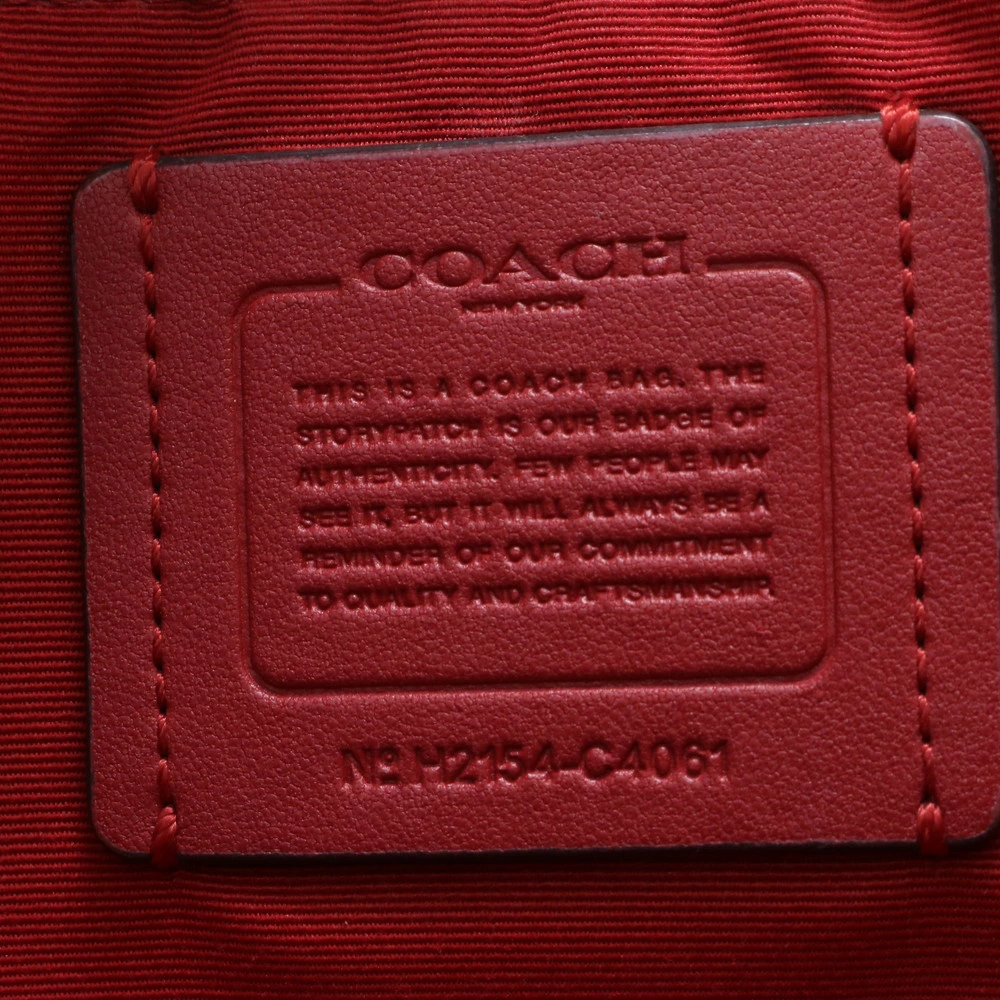 COACH
NEW YORK
THIS IS A COACH BAG. THE
STORYPATCH IS OUR BADGE OF
AUTHENTICITY. FEW PEOPLE MAY
SEE IT, BUT IT WILL ALWAYS BE A
REMINDER OF OUR COMMITMENT
TO QUALITY AND CRAFTSMANSHIP.
Nº H2154-C4061